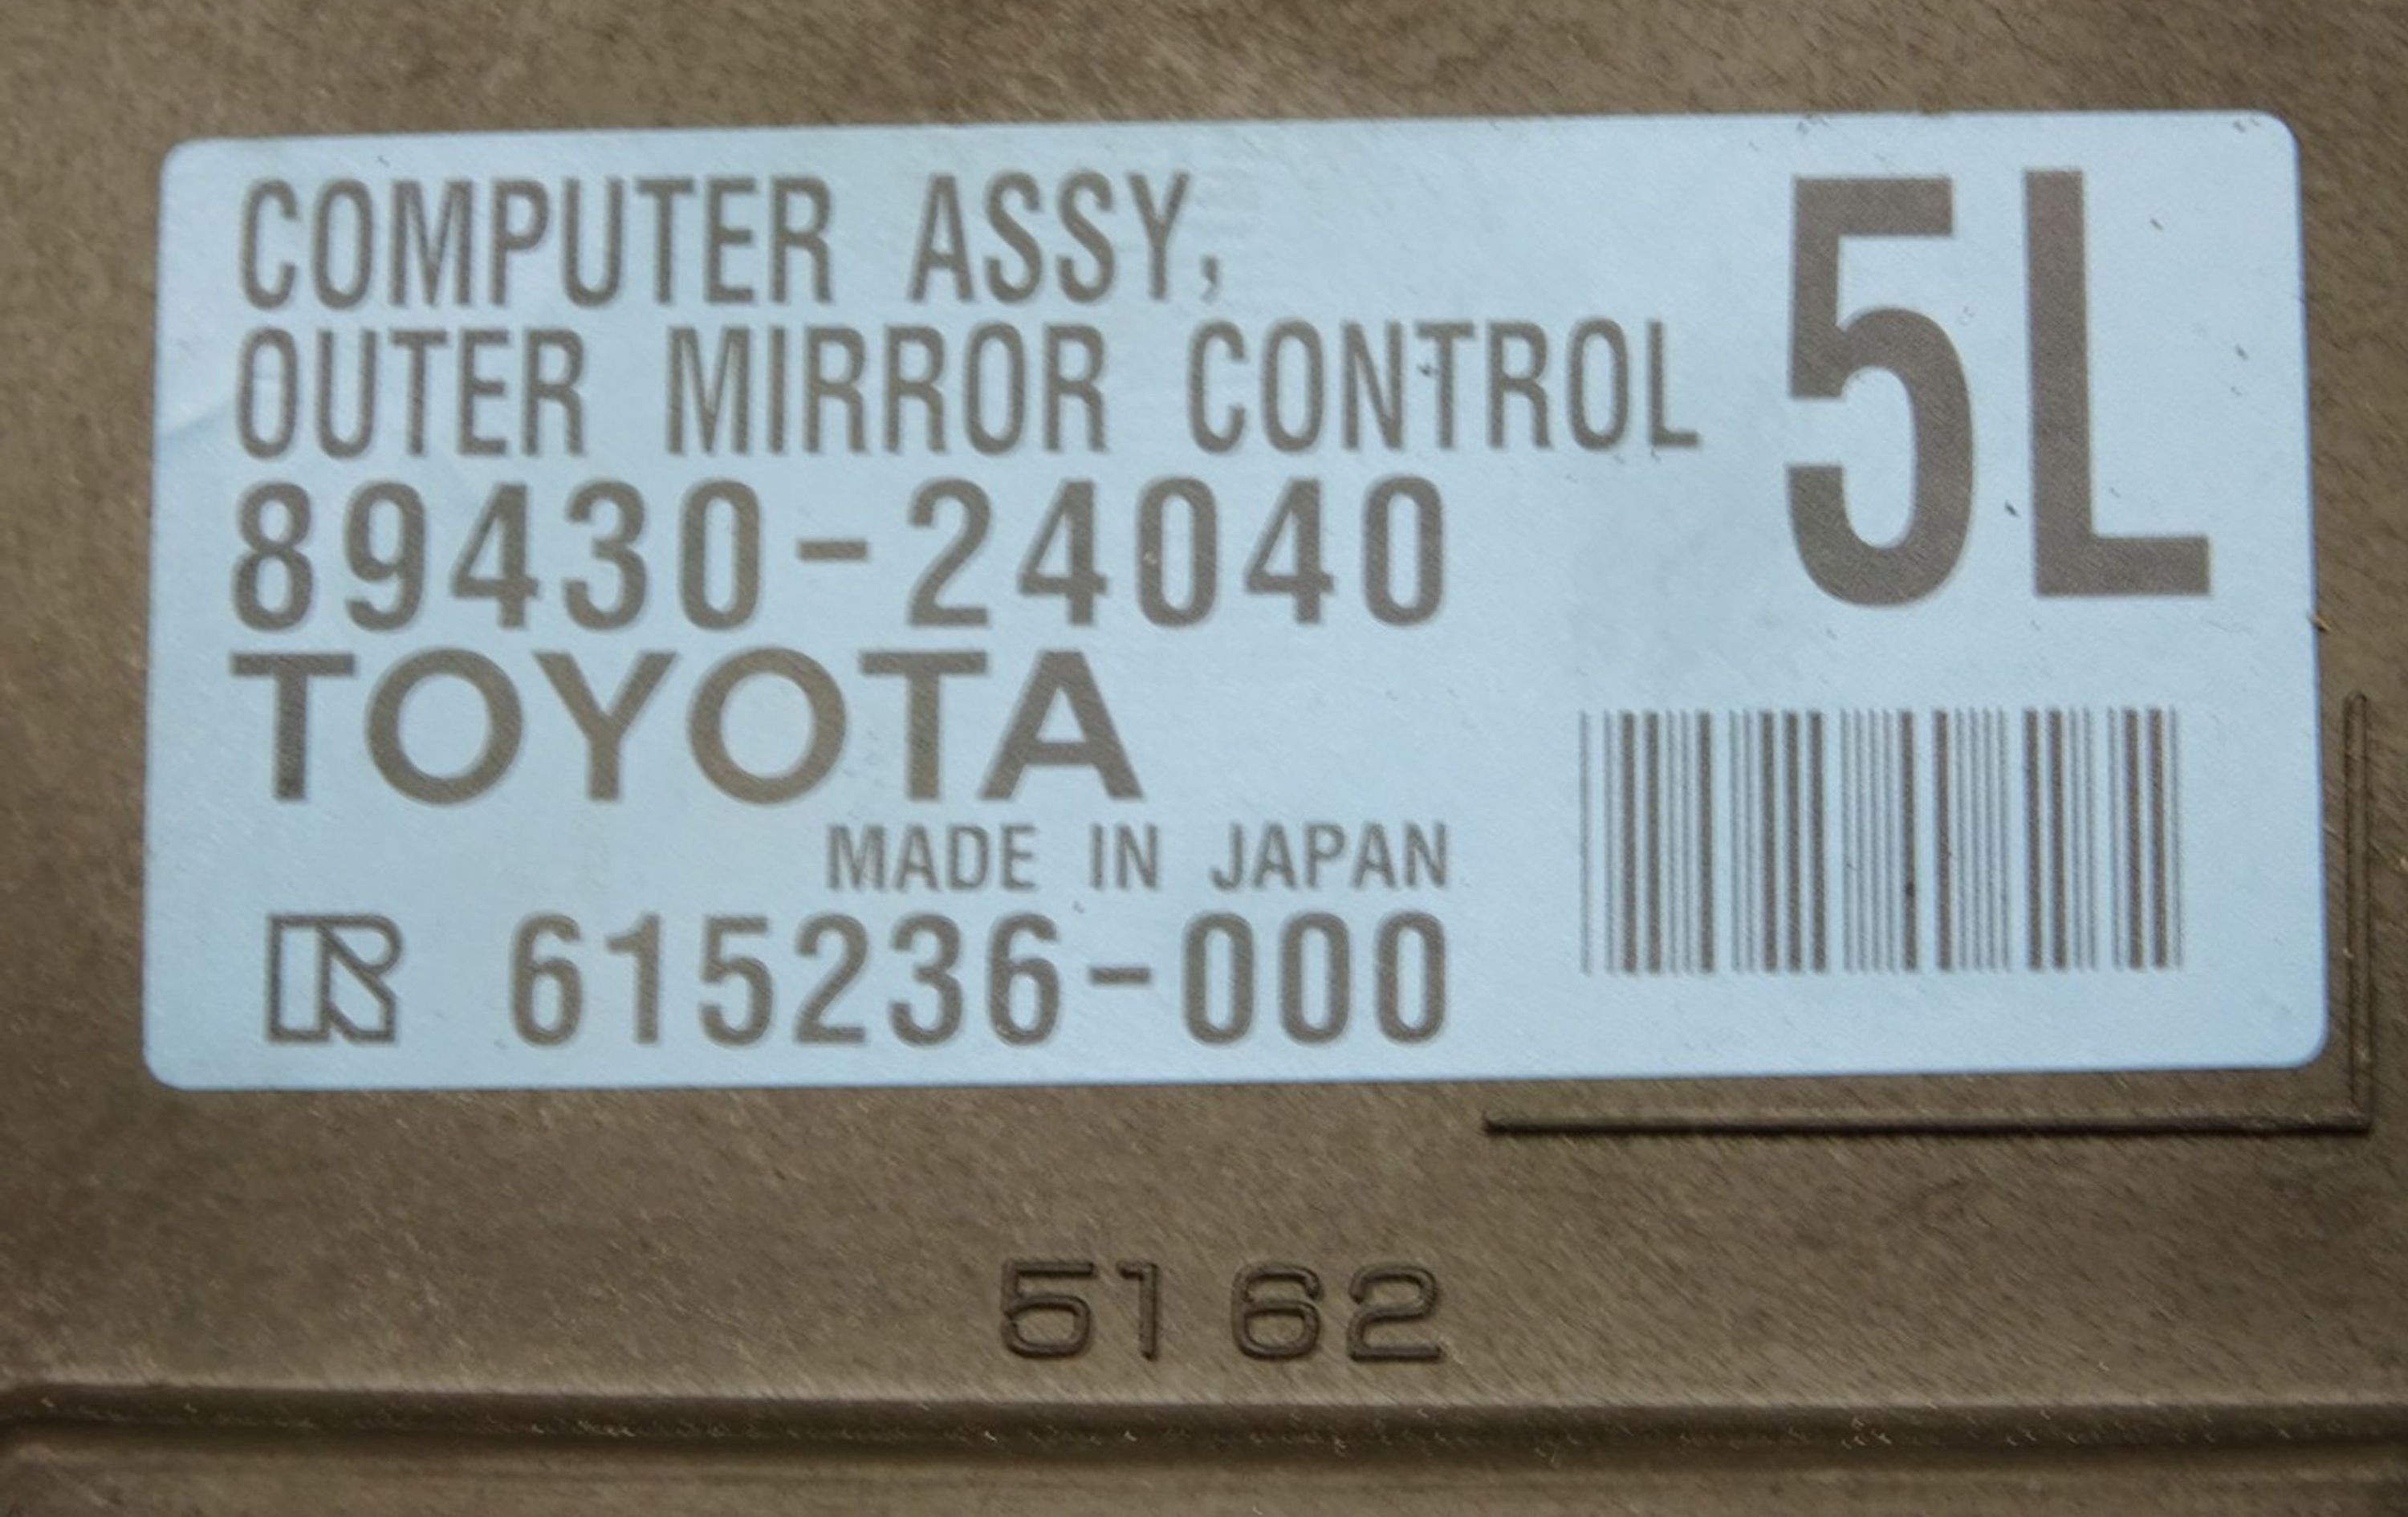 COMPUTER ASSY,
OUTER MIRROR CONTROL
5L
89430-24040
TOYOTA
MADE IN JAPAN
R 615236-000
5162